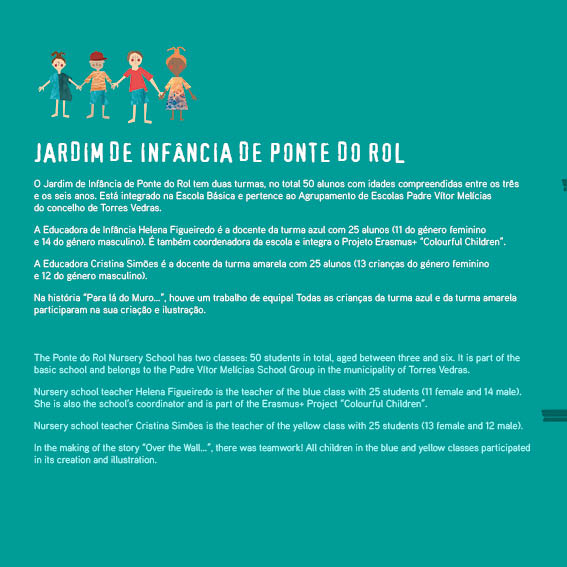 JARDIM DE INFÂNCIA DE PONTE DO ROL
O Jardim de Infância de Ponte do Rol tem duas turmas, no total 50 alunos com idades compreendidas entre os três
e os seis anos. Está integrado na Escola Básica e pertence ao Agrupamento de Escolas Padre Vítor Melícias
do concelho de Torres Vedras.
A Educadora de Infância Helena Figueiredo é a docente da turma azul com 25 alunos (11 do género feminino
e 14 do género masculino). É também coordenadora da escola e integra o Projeto Erasmus+ “Colourful Children”.
A Educadora Cristina Simões é a docente da turma amarela com 25 alunos (13 crianças do género feminino
e 12 do género masculino).
Na história “Para lá do Muro...”, houve um trabalho de equipa! Todas as crianças da turma azul e da turma amarela
participaram na sua criação e ilustração.
The Ponte do Rol Nursery School has two classes: 50 students in total, aged between three and six. It is part of the
basic school and belongs to the Padre Vítor Melícias School Group in the municipality of Torres Vedras.
Nursery school teacher Helena Figueiredo is the teacher of the blue class with 25 students (11 female and 14 male).
She is also the school’s coordinator and is part of the Erasmus+ Project “Colourful Children”.
Nursery school teacher Cristina Simões is the teacher of the yellow class with 25 students (13 female and 12 male).
In the making of the story “Over the Wall...”, there was teamwork! All children in the blue and yellow classes participated
in its creation and illustration.